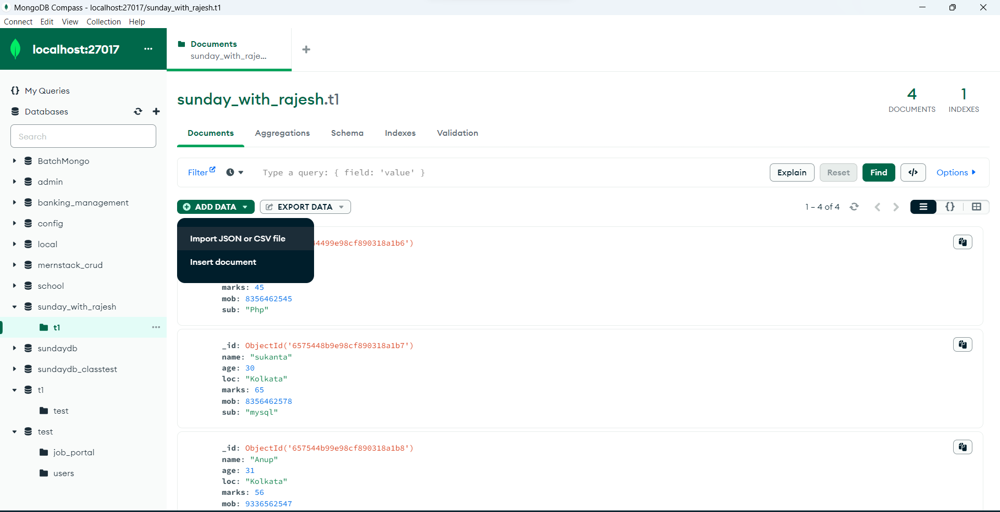 MongoDB Compass - localhost:27017/sunday_with_rajesh.t1
Connect Edit View Collection Help
localhost:27017
Documents
sunday_with_raje...
My Queries
Databases
Search
BatchMongo
admin
banking_management
config
local
mernstack_crud
school
sunday_with_rajesh
t1
sundaydb
sundaydb_classtest
t1
test
test
job_portal
users
sunday_with_rajesh.t1
4
DOCUMENTS
1
INDEXES
Documents Aggregations Schema Indexes Validation
Filter Type a query: { field: 'value' } Explain Reset Find </> Options
ADD DATA EXPORT DATA 1 – 4 of 4 {}
Import JSON or CSV file
Insert document
4499e98cf890318a1b6')
marks: 45
mob: 8356462545
sub: "Php"
_id: ObjectId('6575448b9e98cf890318a1b7')
name: "sukanta"
age: 30
loc: "Kolkata"
marks: 65
mob: 8356462578
sub: "mysql"
_id: ObjectId('657544b99e98cf890318a1b8')
name: "Anup"
age: 31
loc: "Kolkata"
marks: 56
mob: 9336562547